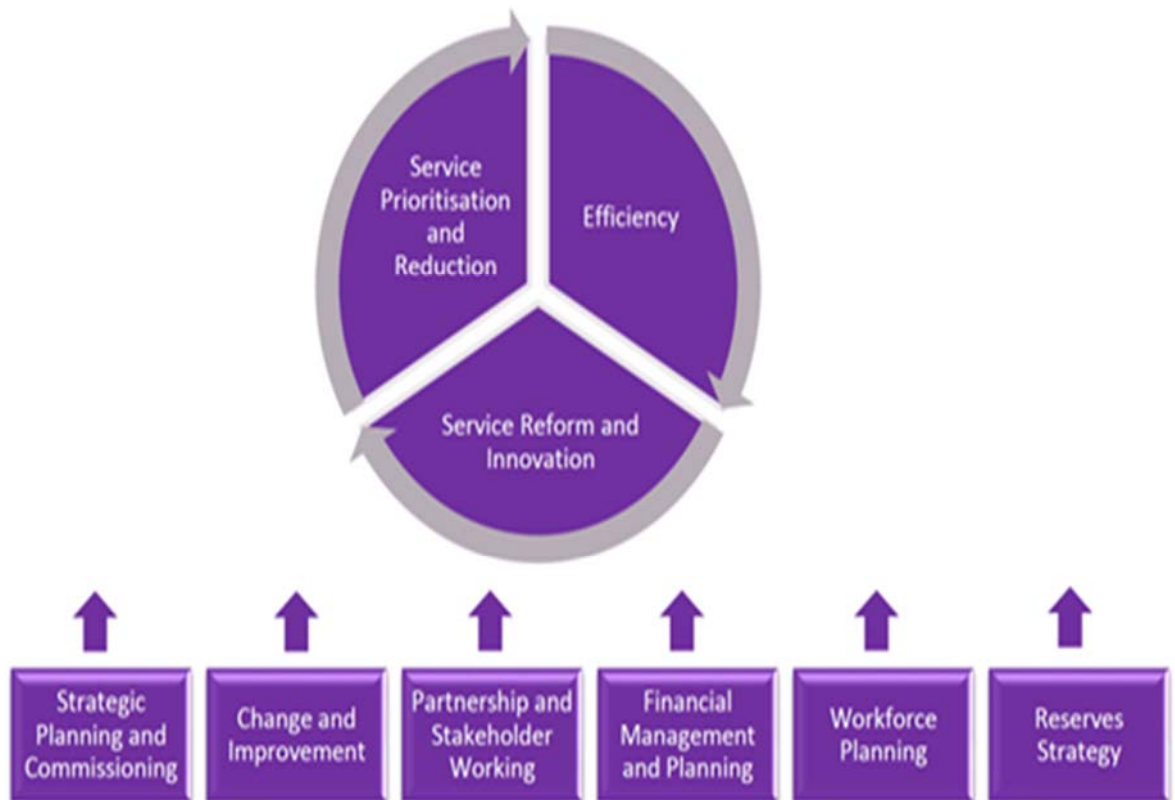 Service
Prioritisation
and
Reduction
Efficiency
Service Reform and
Innovation
Strategic
Planning and
Commissioning
Change and
Improvement
Partnership and
Stakeholder
Working
Financial
Management
and Planning
Workforce
Planning
Reserves
Strategy